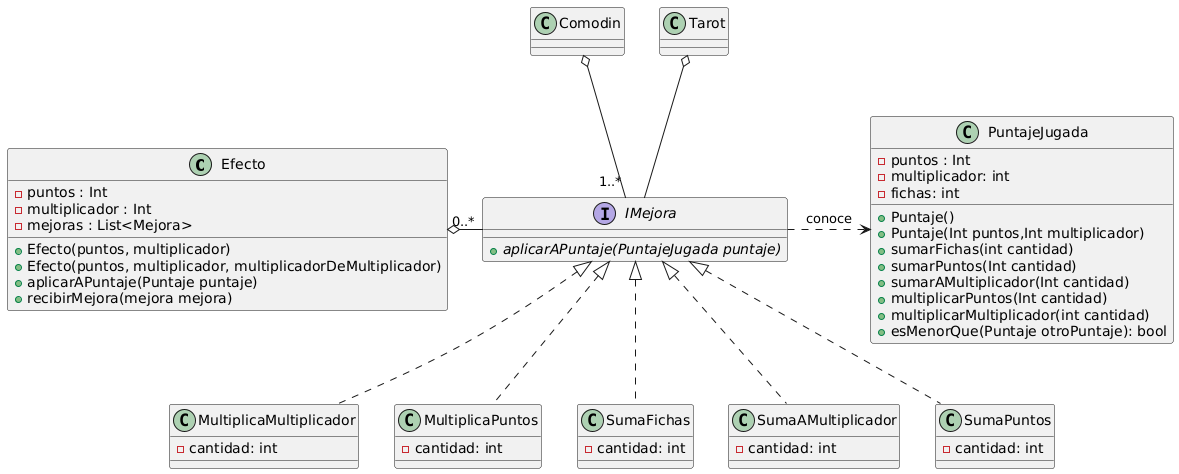 C Comodin
C Tarot
C Efecto
puntos : Int
multiplicador : Int
mejoras : List<Mejora>
Efecto(puntos, multiplicador)
Efecto(puntos, multiplicador, multiplicadorDeMultiplicador)
aplicarAPuntaje(Puntaje puntaje)
recibirMejora(mejora mejora)
0..*
1..*
I IMejora
aplicarAPuntaje(PuntajeJugada puntaje)
conoce
C PuntajeJugada
puntos : Int
multiplicador: int
fichas: int
Puntaje()
Puntaje(Int puntos,Int multiplicador)
sumarFichas(int cantidad)
sumarPuntos(Int cantidad)
sumarAMultiplicador(Int cantidad)
multiplicarPuntos(Int cantidad)
multiplicarMultiplicador(int cantidad)
esMenorQue(Puntaje otroPuntaje): bool
C MultiplicaMultiplicador
cantidad: int
C MultiplicaPuntos
cantidad: int
C SumaFichas
cantidad: int
C SumaAMultiplicador
cantidad: int
C SumaPuntos
cantidad: int